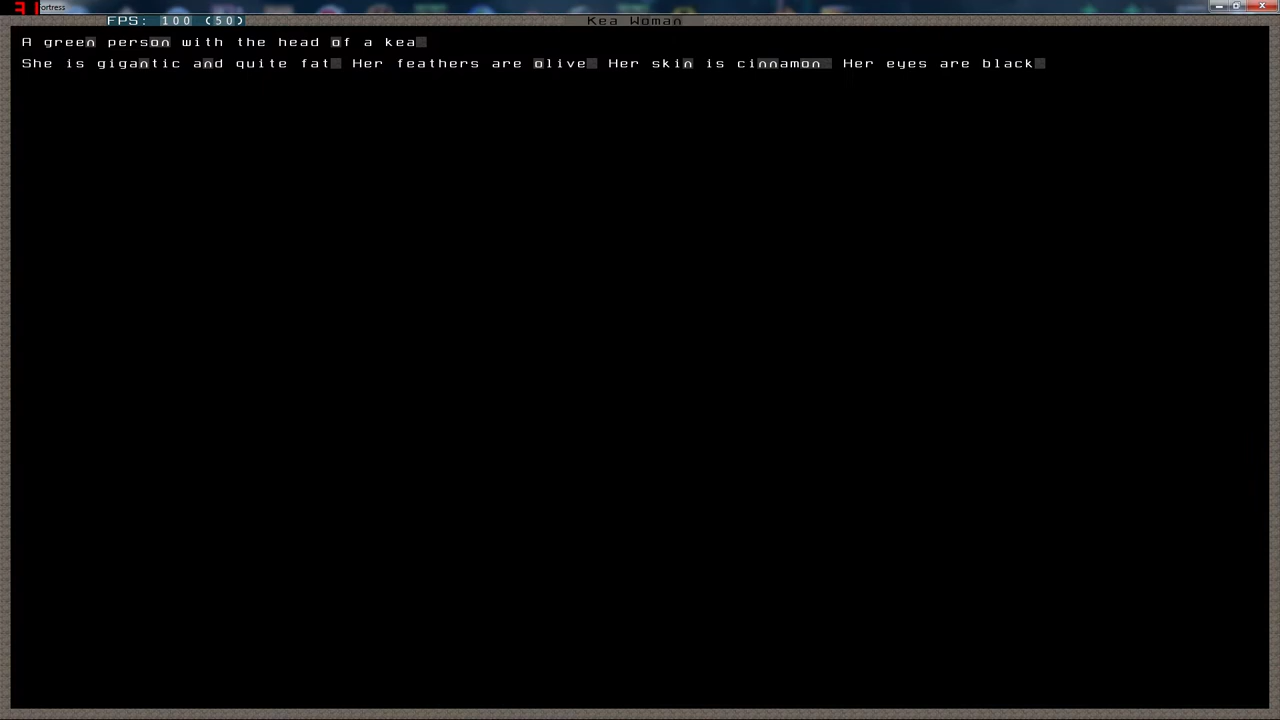 ortress
FPS: 100 (50)
Kea Woman
A green person with the head of a kea
She is gigantic and quite fat Her feathers are olive Her skin is cinnamon Her eyes are black